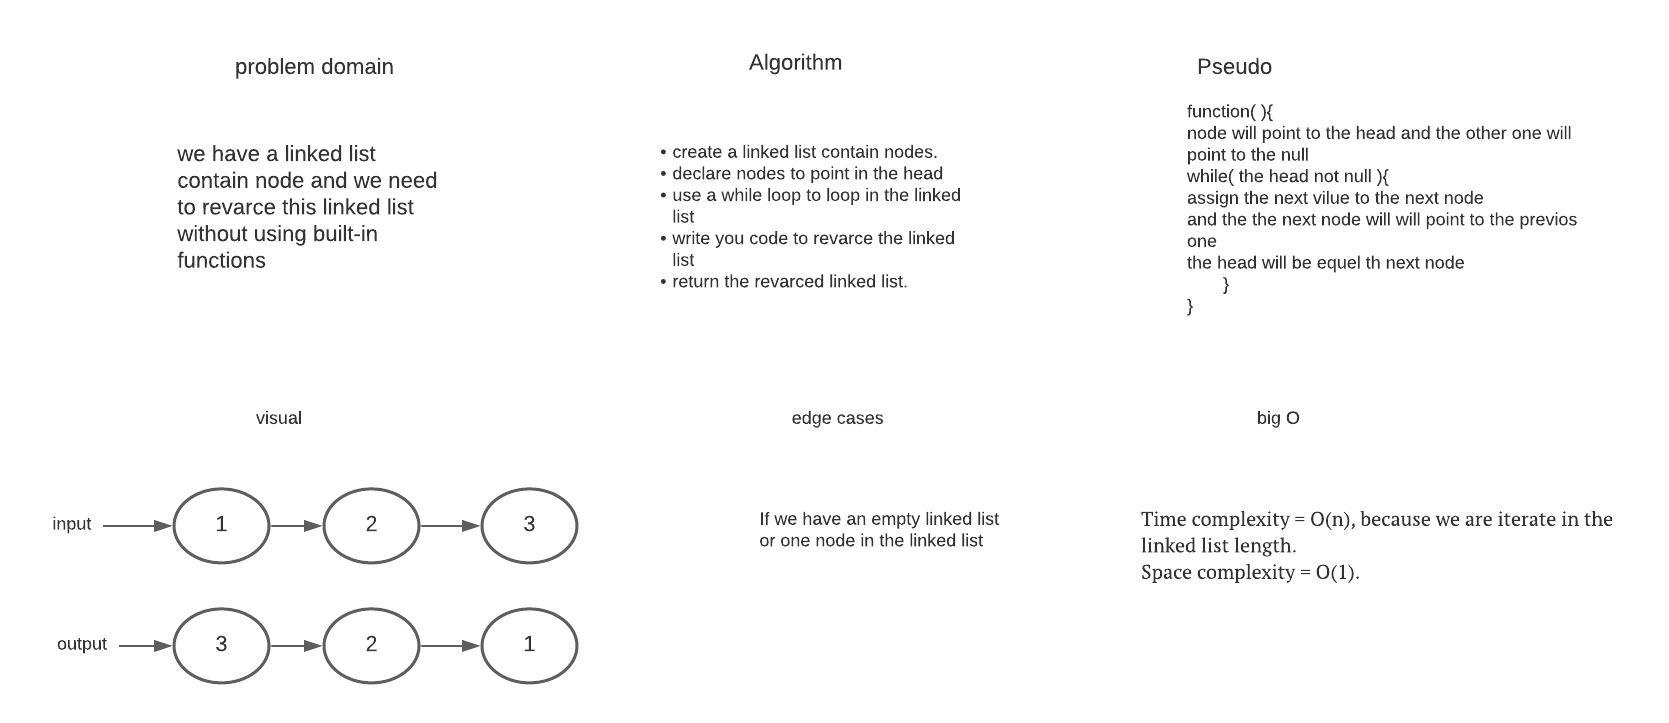 problem domain
we have a linked list
contain node and we need
to revarce this linked list
without using built-in
functions
Algorithm
• create a linked list contain nodes.
• declare nodes to point in the head
• use a while loop to loop in the linked
list
• write you code to revarce the linked
list
• return the revarced linked list.
Pseudo
function( ){
node will point to the head and the other one will
point to the null
while( the head not null ){
assign the next vilue to the next node
and the the next node will will point to the previos
one
the head will be equel th next node
}
}
visual
input
1
2
3
output
3
2
1
edge cases
If we have an empty linked list
or one node in the linked list
big O
Time complexity = O(n), because we are iterate in the
linked list length.
Space complexity = O(1).